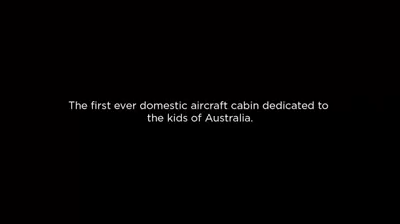 The first ever domestic aircraft cabin dedicated to
the kids of Australia.